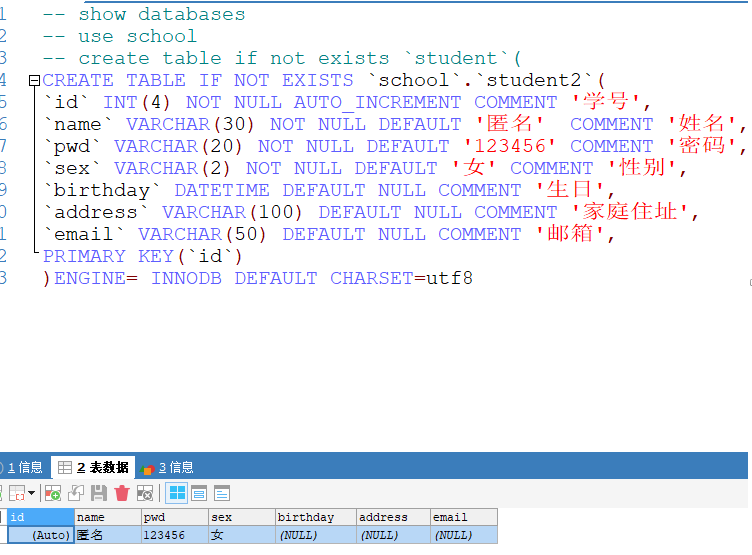 1 -- show databases
2 -- use school
3 -- create table if not exists `student`(
4 CREATE TABLE IF NOT EXISTS `school`.`student2`(
5 `id` INT(4) NOT NULL AUTO_INCREMENT COMMENT '学号',
6 `name` VARCHAR(30) NOT NULL DEFAULT '匿名'  COMMENT '姓名',
7 `pwd` VARCHAR(20) NOT NULL DEFAULT '123456' COMMENT '密码',
8 `sex` VARCHAR(2) NOT NULL DEFAULT '女' COMMENT '性别',
9 `birthday` DATETIME DEFAULT NULL COMMENT '生日',
0 `address` VARCHAR(100) DEFAULT NULL COMMENT '家庭住址',
1 `email` VARCHAR(50) DEFAULT NULL COMMENT '邮箱',
2 PRIMARY KEY(`id`)
3 )ENGINE= INNODB DEFAULT CHARSET=utf8
1 信息 2 表数据 3 信息
id name pwd sex birthday address email
(Auto) 匿名 123456 女 (NULL) (NULL) (NULL)